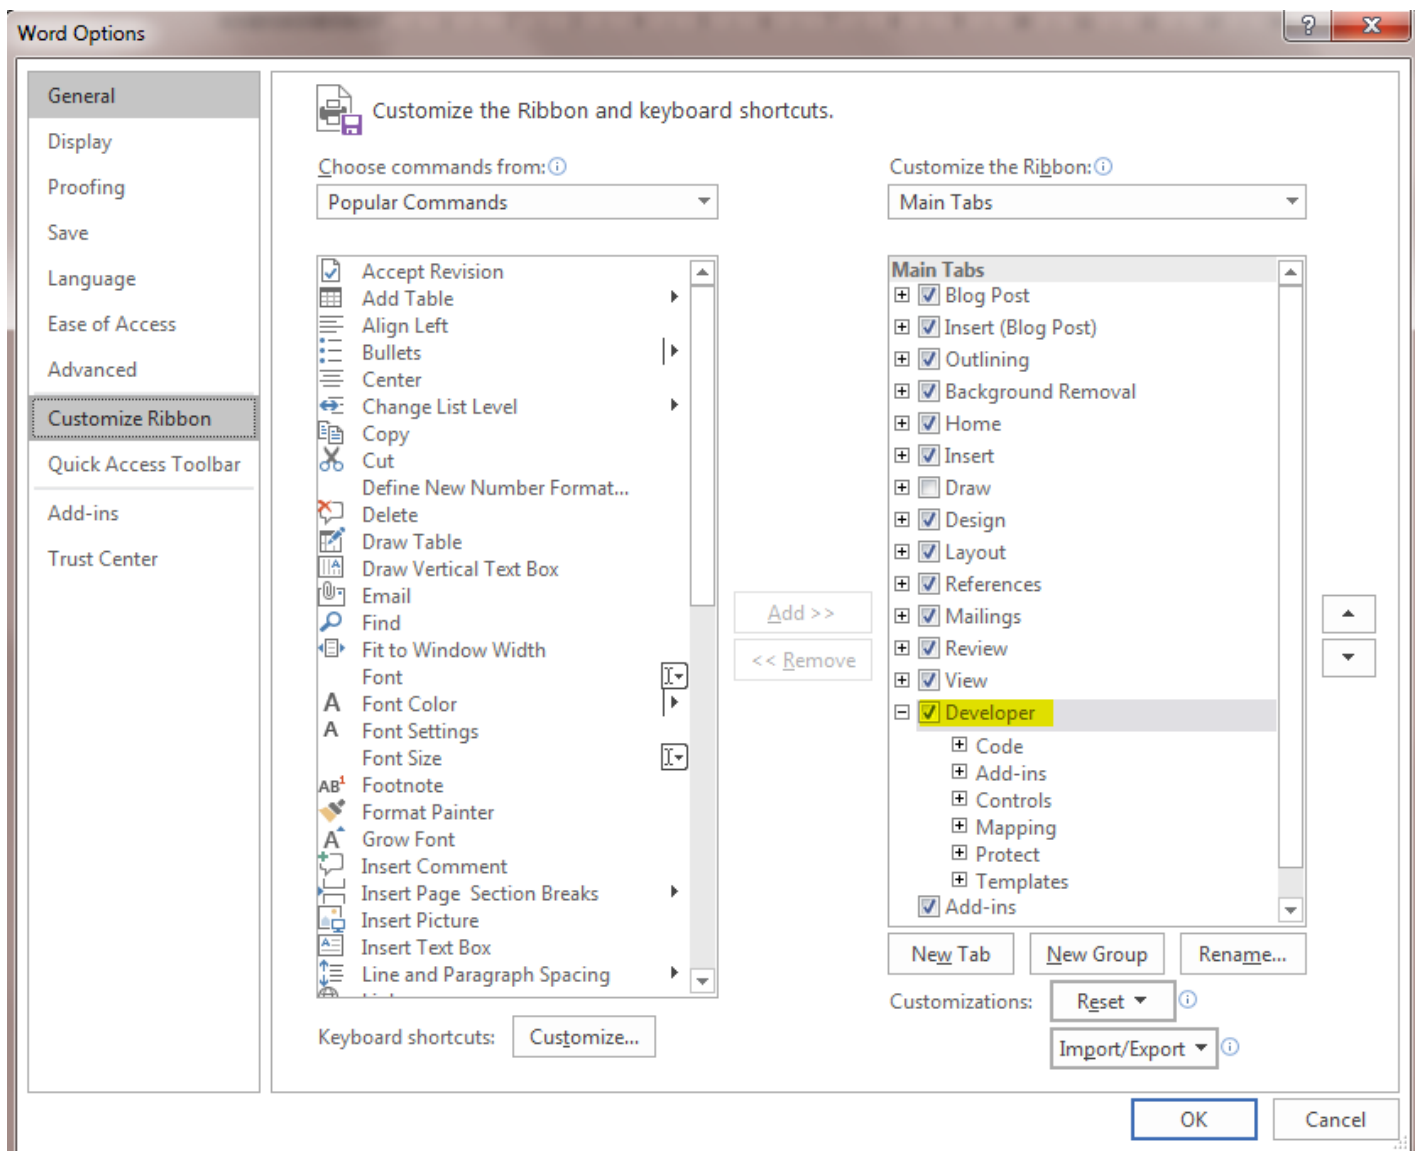 Word Options
General
Display
Proofing
Save
Language
Ease of Access
Advanced
Customize Ribbon
Quick Access Toolbar
Add-ins
Trust Center
Customize the Ribbon and keyboard shortcuts.
Choose commands from:
Popular Commands
Accept Revision
Add Table
Align Left
Bullets
Center
Change List Level
Copy
Cut
Define New Number Format...
Delete
Draw Table
Draw Vertical Text Box
Email
Find
Fit to Window Width
Font
Font Color
Font Settings
Font Size
Footnote
Format Painter
Grow Font
Insert Comment
Insert Page  Section Breaks
Insert Picture
Insert Text Box
Line and Paragraph Spacing
Keyboard shortcuts: Customize...
Add >>
<< Remove
Customize the Ribbon:
Main Tabs
Main Tabs
Blog Post
Insert (Blog Post)
Outlining
Background Removal
Home
Insert
Draw
Design
Layout
References
Mailings
Review
View
Developer
Code
Add-ins
Controls
Mapping
Protect
Templates
Add-ins
New Tab New Group Rename...
Customizations: Reset
Import/Export
OK Cancel